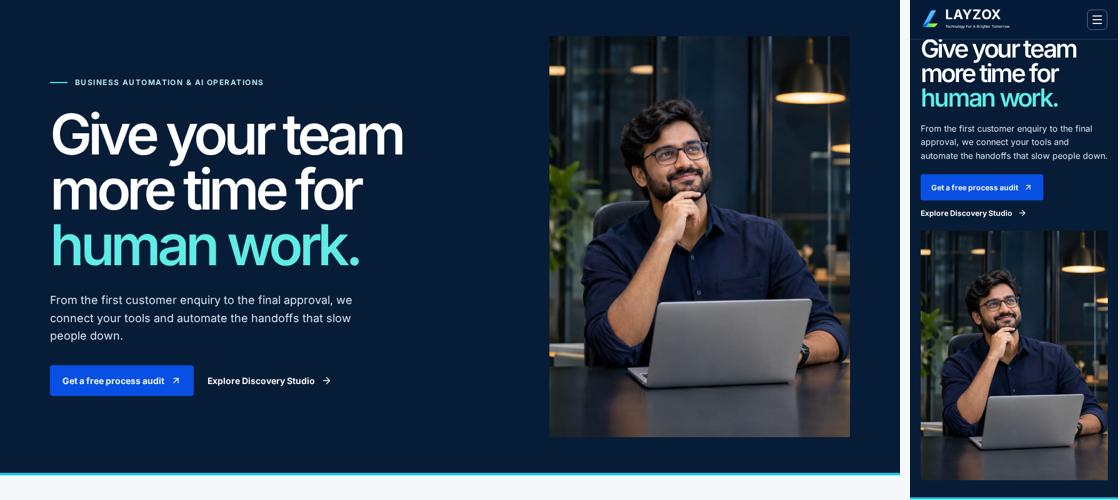 BUSINESS AUTOMATION & AI OPERATIONS
Give your team
more time for
human work.
From the first customer enquiry to the final approval, we
connect your tools and automate the handoffs that slow
people down.
Get a free process audit
Explore Discovery Studio
LAYZOX
Technology For A Brighter Tomorrow
Give your team
more time for
human work.
From the first customer enquiry to the final
approval, we connect your tools and
automate the handoffs that slow people down.
Get a free process audit
Explore Discovery Studio